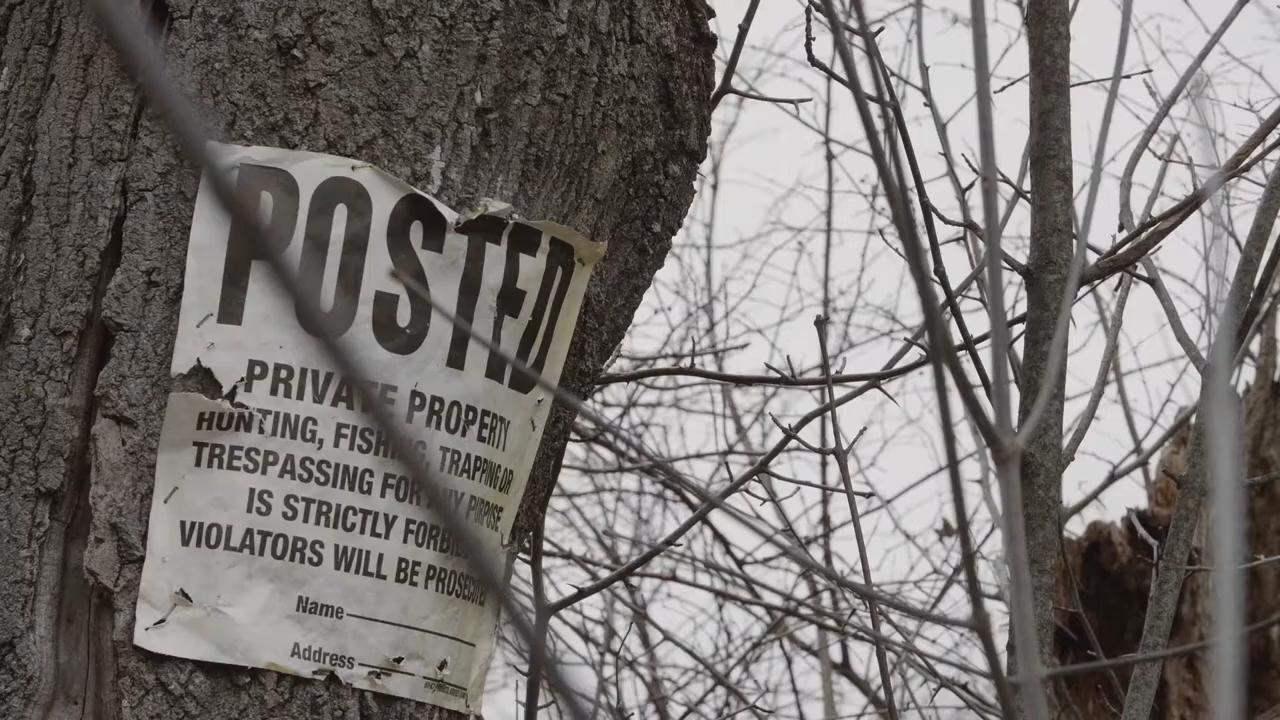 POSTED
PRIVATE PROPERTY
HUNTING, FISHING, TRAPPING OR
TRESPASSING FOR ANY PURPOSE
IS STRICTLY FORBIDDEN
VIOLATORS WILL BE PROSECUTED
Name
Address